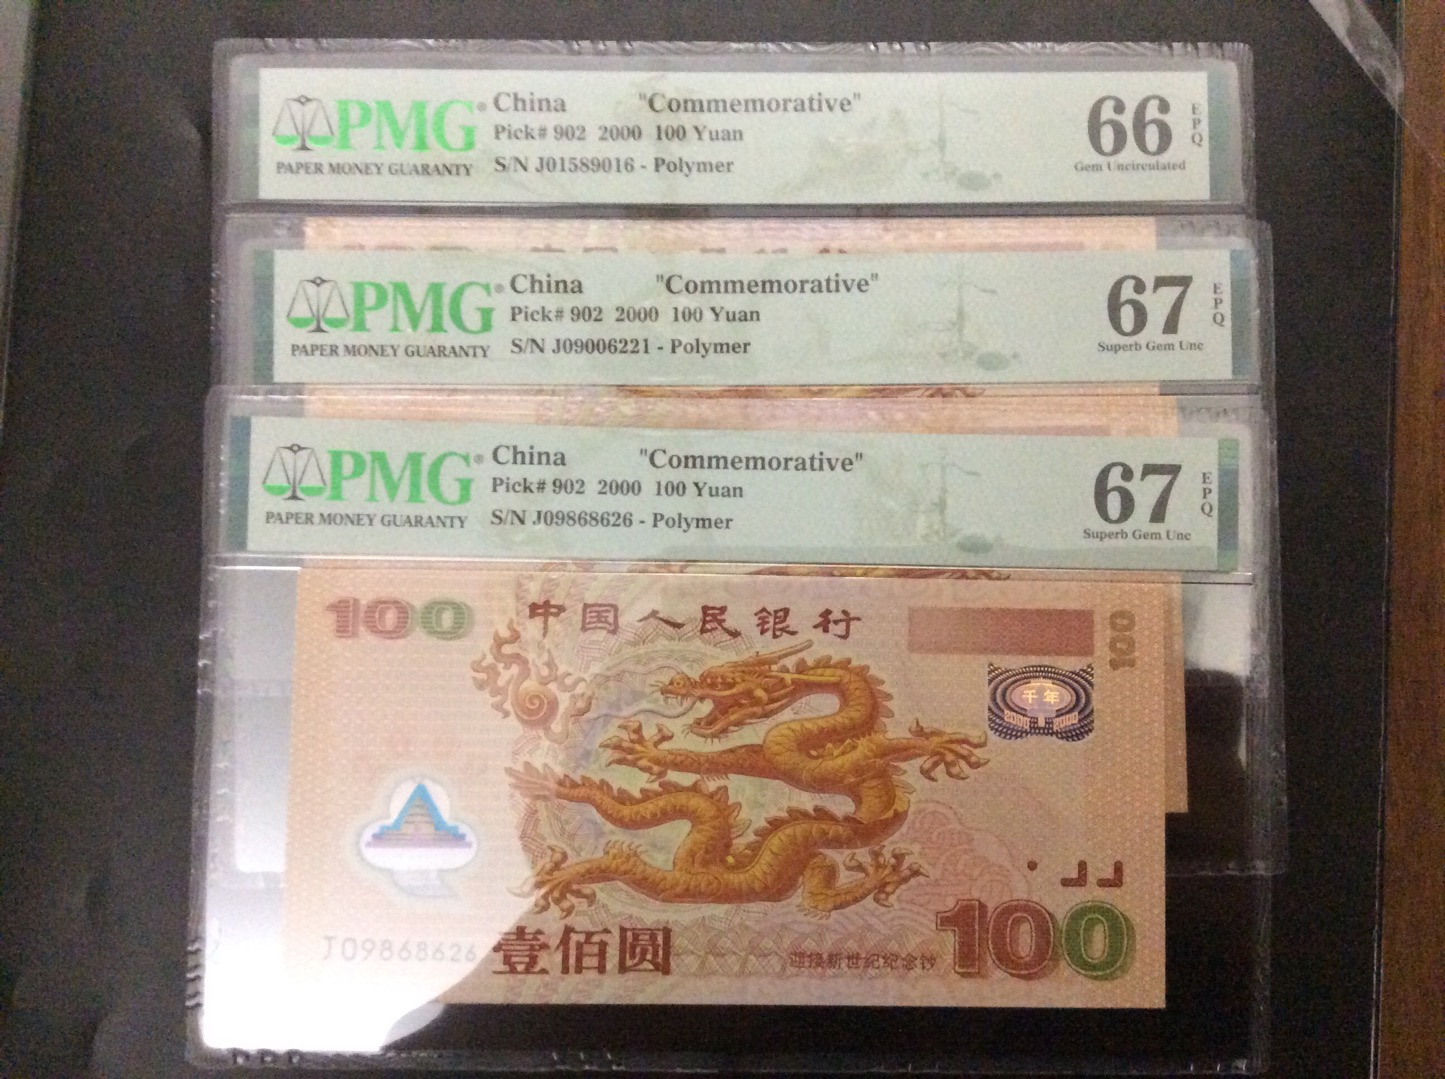 PMG® China "Commemorative" 66 EPQ
Pick# 902 2000 100 Yuan
PAPER MONEY GUARANTY S/N J01589016 - Polymer Gem Uncirculated
PMG® China "Commemorative" 67 EPQ
Pick# 902 2000 100 Yuan
PAPER MONEY GUARANTY S/N J09006221 - Polymer Superb Gem Unc
PMG® China "Commemorative" 67 EPQ
Pick# 902 2000 100 Yuan
PAPER MONEY GUARANTY S/N J09868626 - Polymer Superb Gem Unc
100 中国人民银行 100
千年
2000 2000
J09868626 壹佰圆 迎接新世纪纪念钞 100